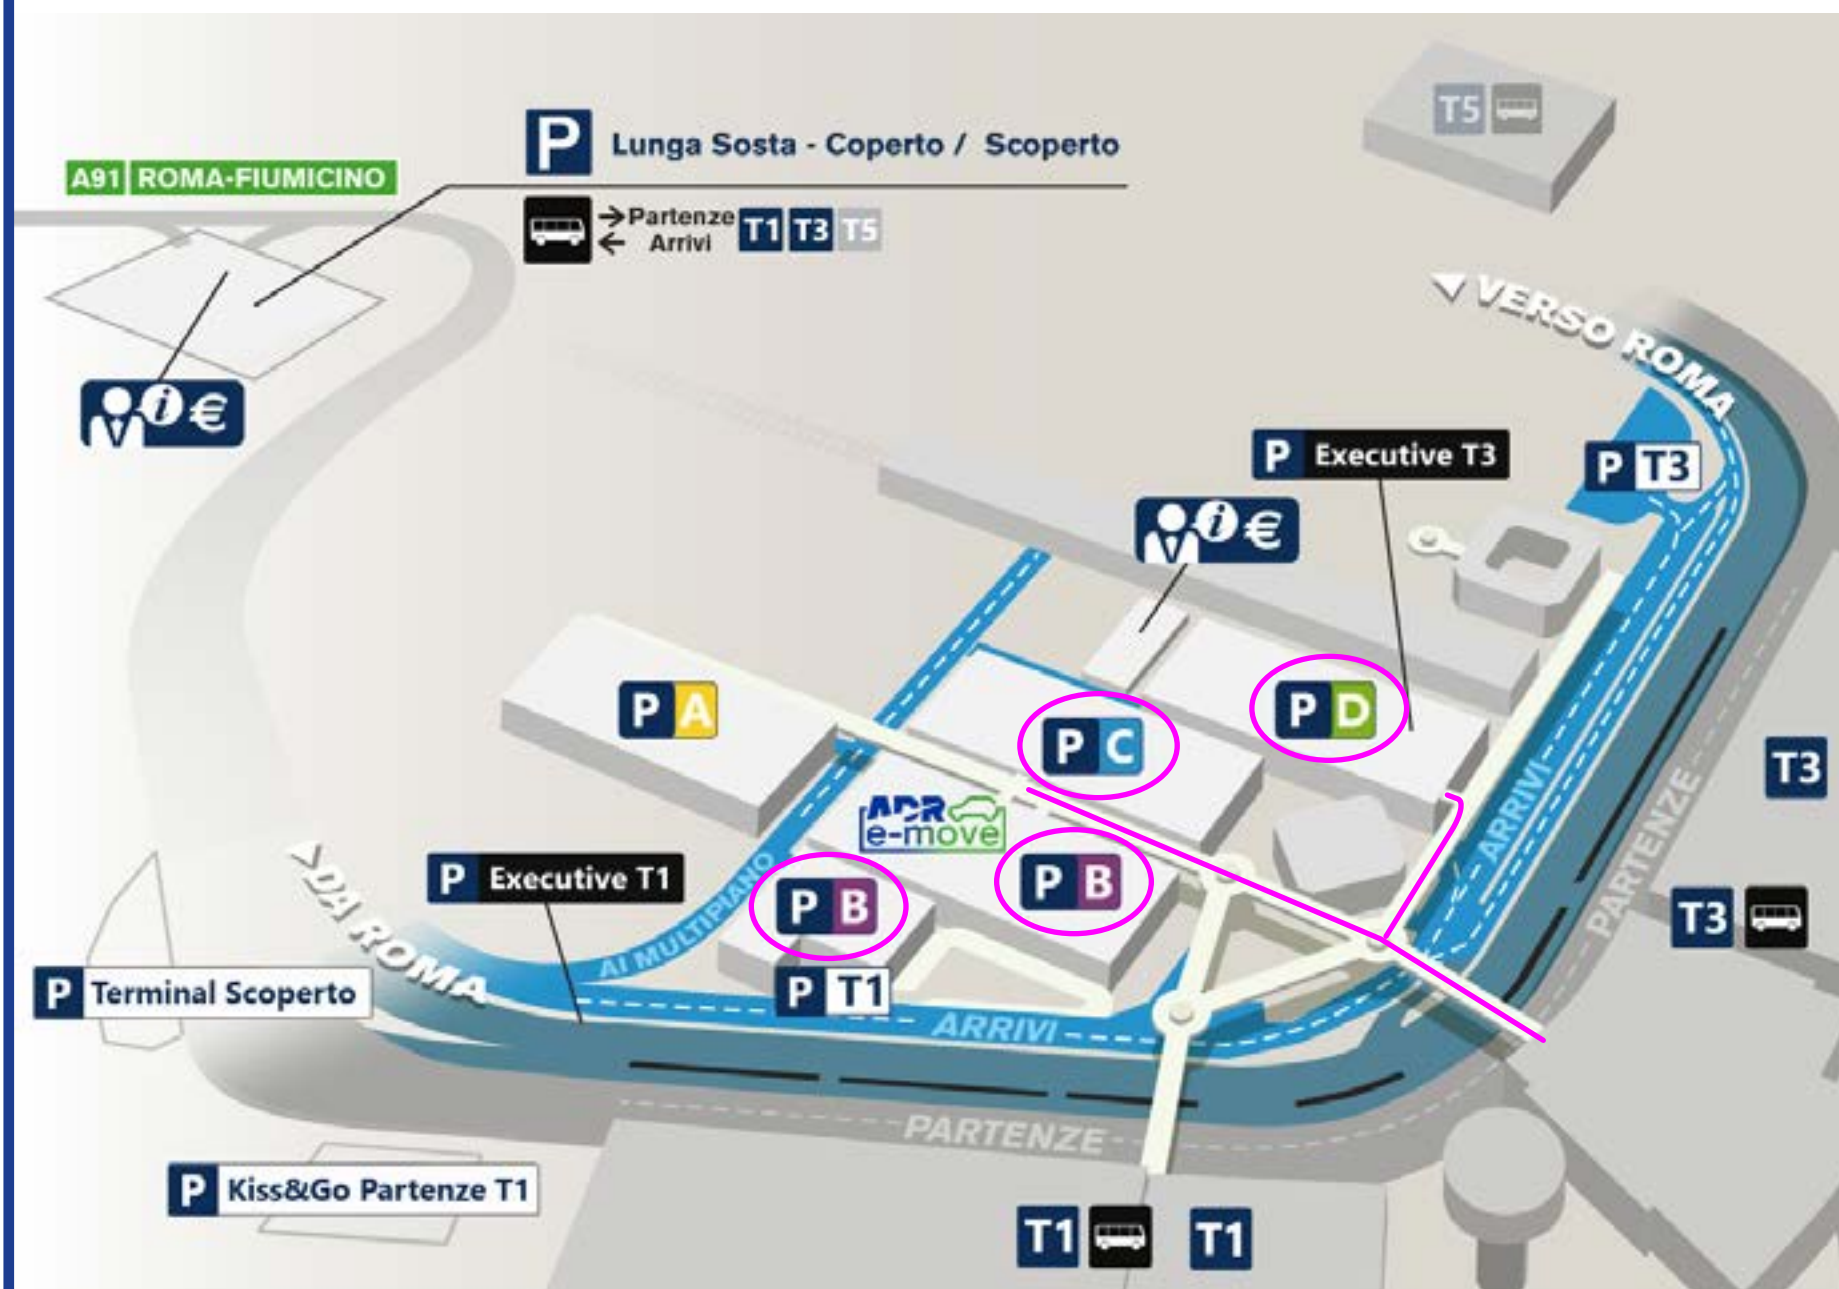 T5
P Lunga Sosta - Coperto / Scoperto
A91 ROMA-FIUMICINO
→Partenze T1 T3 T5
← Arrivi
VERSO ROMA
i €
P Executive T3
P T3
i €
P A
P C
P D
ARRIVI
PARTENZE
T3
ADR
e-move
P Executive T1
P B
P B
AI MULTIPIANO
T3
DA ROMA
P Terminal Scoperto
P T1
ARRIVI
PARTENZE
P Kiss&Go Partenze T1
T1 T1